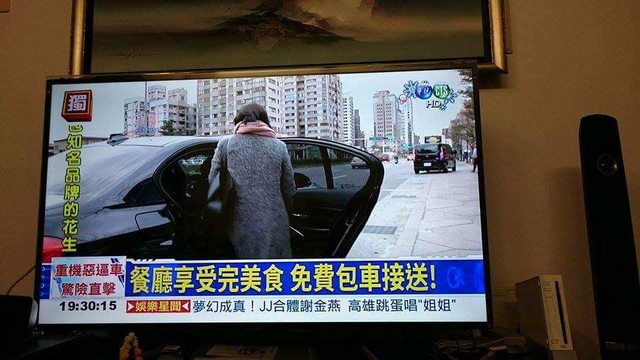 獨
知名品牌的花生
CTS
HD
重機惡逼車
驚險直擊
餐廳享受完美食 免費包車接送!
19:30:15
娛樂星聞
夢幻成真！JJ合體謝金燕 高雄跳蛋唱"姐姐"